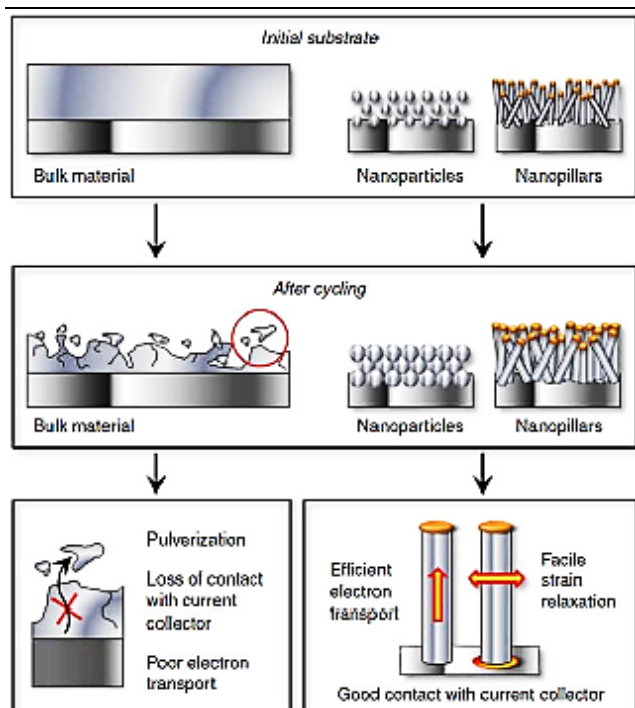 Initial substrate
Bulk material
Nanoparticles
Nanopillars
After cycling
Bulk material
Nanoparticles
Nanopillars
Pulverization
Loss of contact
with current
collector
Poor electron
transport
Efficient
electron
transport
Facile
strain
relaxation
Good contact with current collector